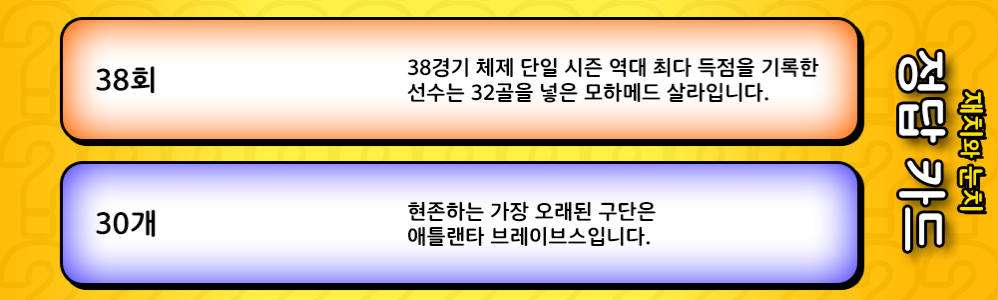 38회
38경기 체제 단일 시즌 역대 최다 득점을 기록한
선수는 32골을 넣은 모하메드 살라입니다.
30개
현존하는 가장 오래된 구단은
애틀랜타 브레이브스입니다.
재치와 눈치
정답 카드